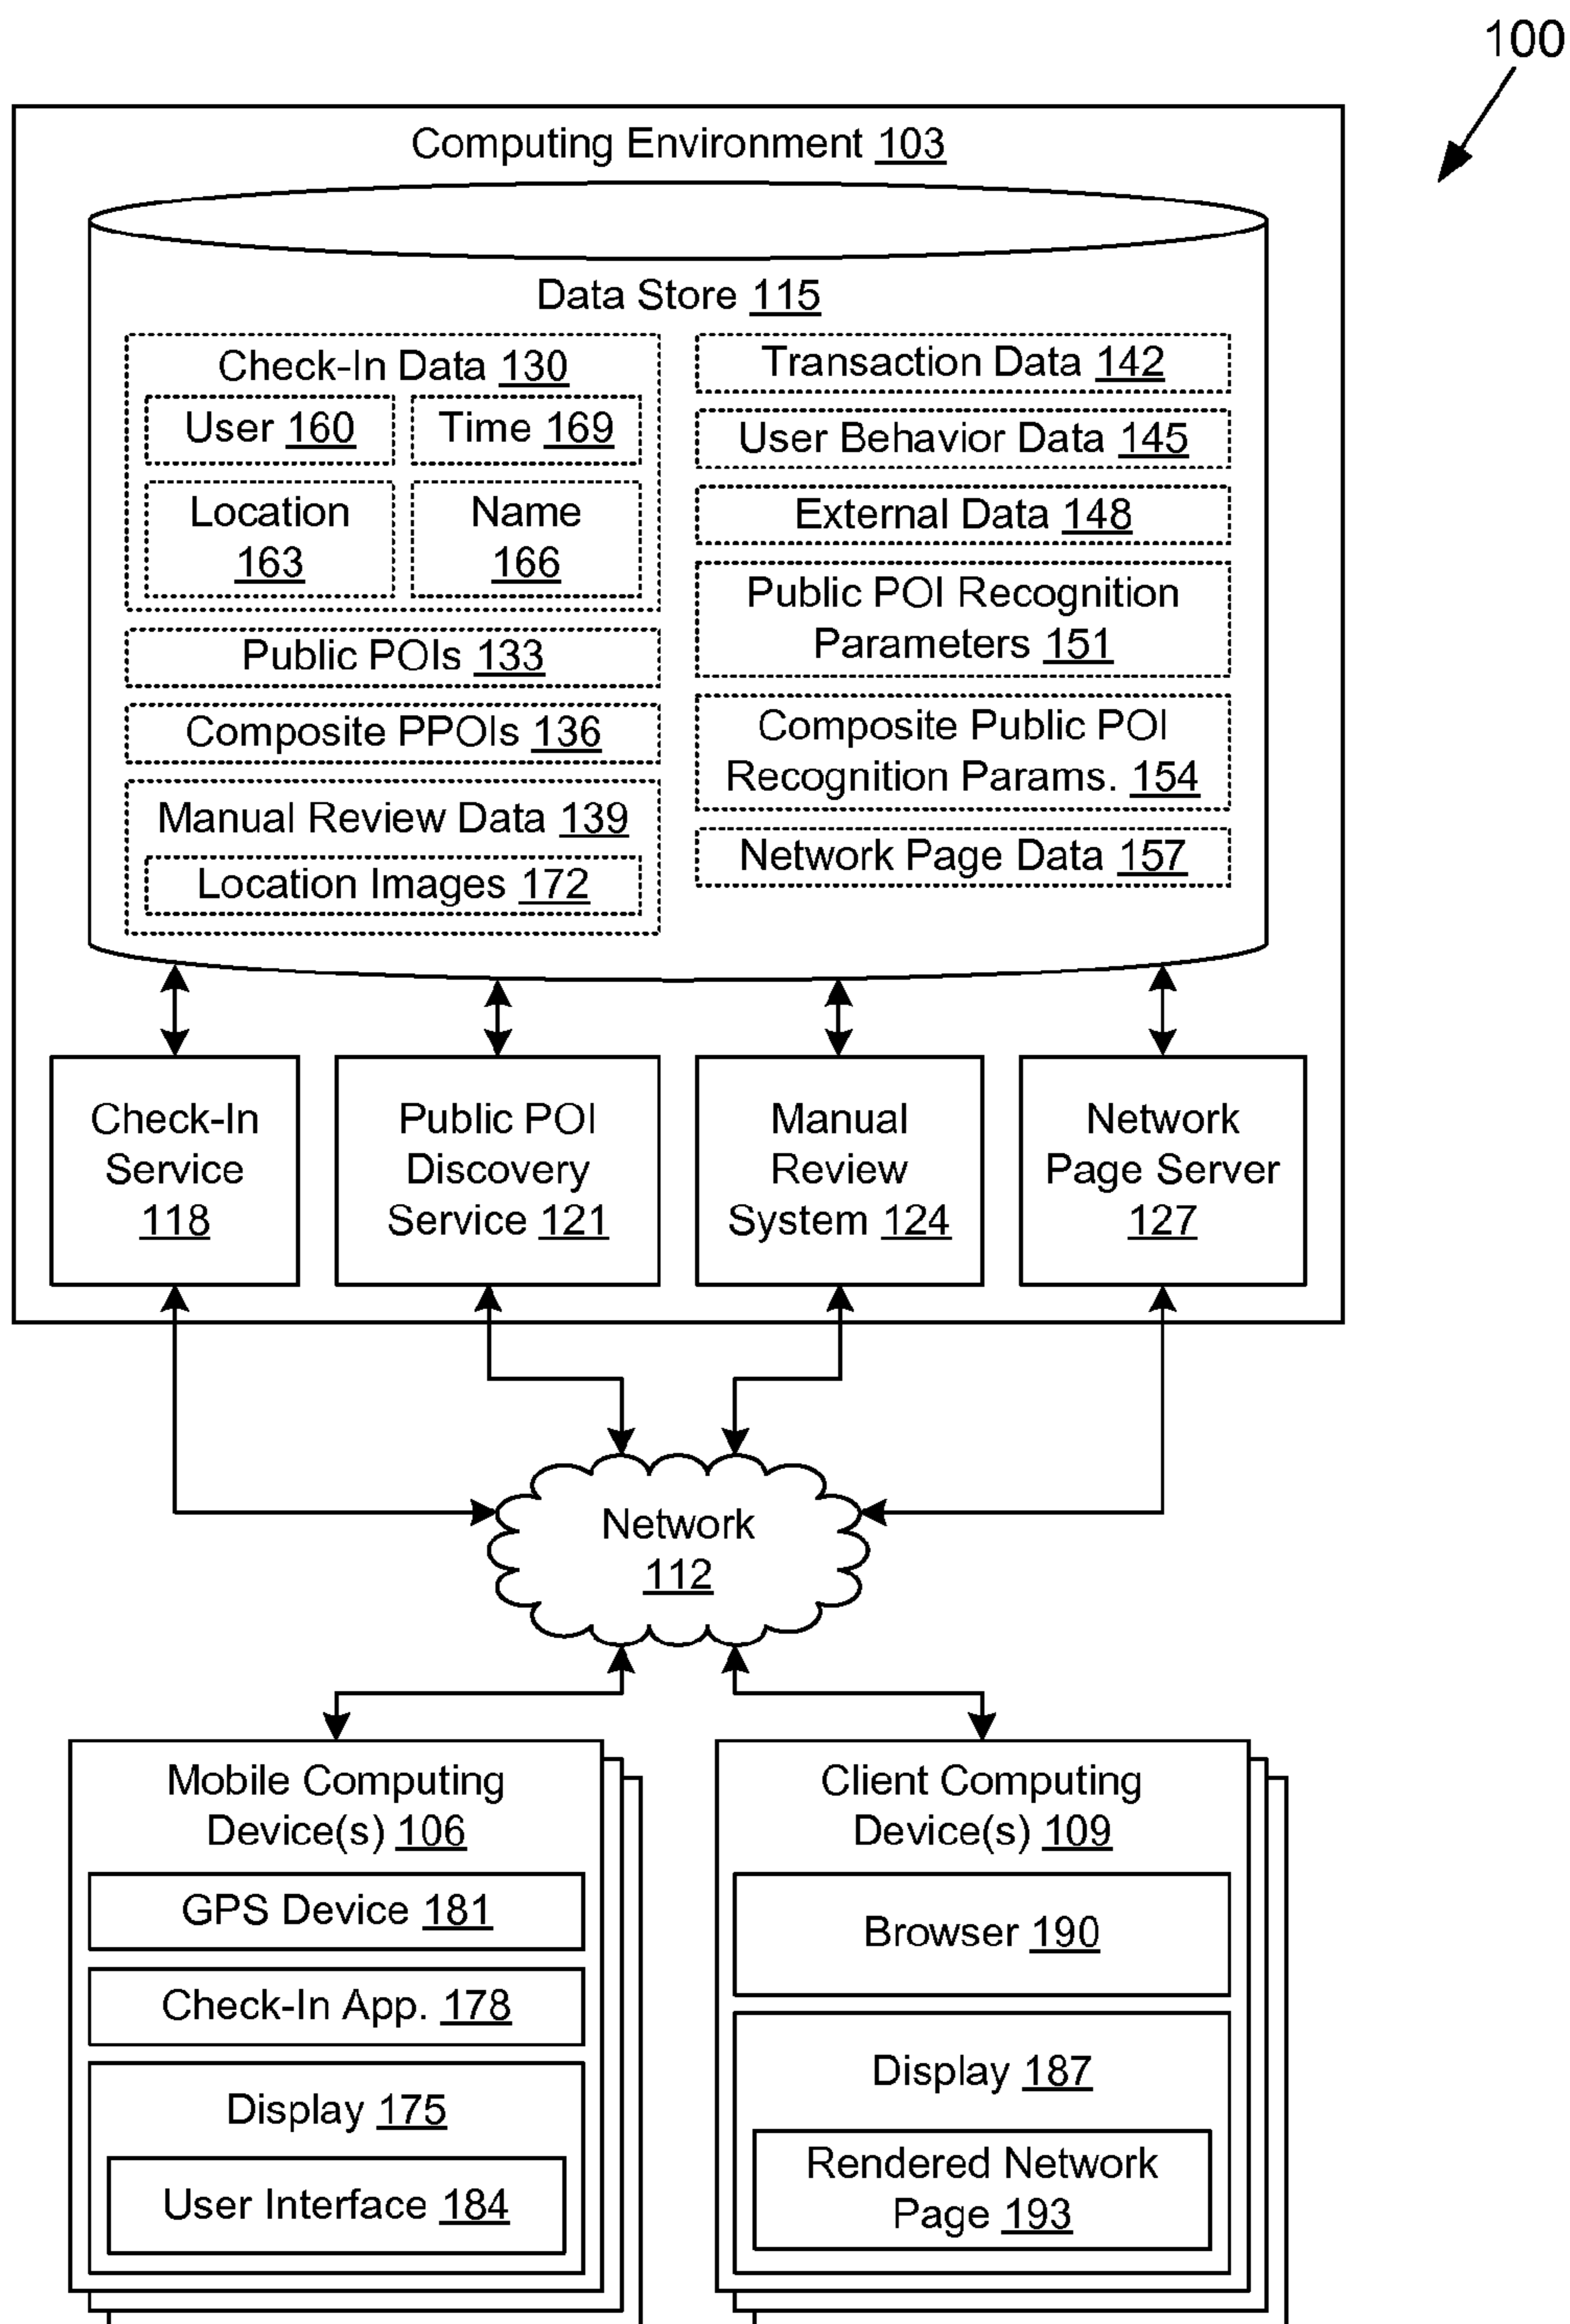 100
Computing Environment 103
Data Store 115
Check-In Data 130
User 160
Time 169
Location
163
Name
166
Public POIs 133
Composite PPOIs 136
Manual Review Data 139
Location Images 172
Transaction Data 142
User Behavior Data 145
External Data 148
Public POI Recognition
Parameters 151
Composite Public POI
Recognition Params. 154
Network Page Data 157
Check-In
Service
118
Public POI
Discovery
Service 121
Manual
Review
System 124
Network
Page Server
127
Network
112
Mobile Computing
Device(s) 106
GPS Device 181
Check-In App. 178
Display 175
User Interface 184
Client Computing
Device(s) 109
Browser 190
Display 187
Rendered Network
Page 193